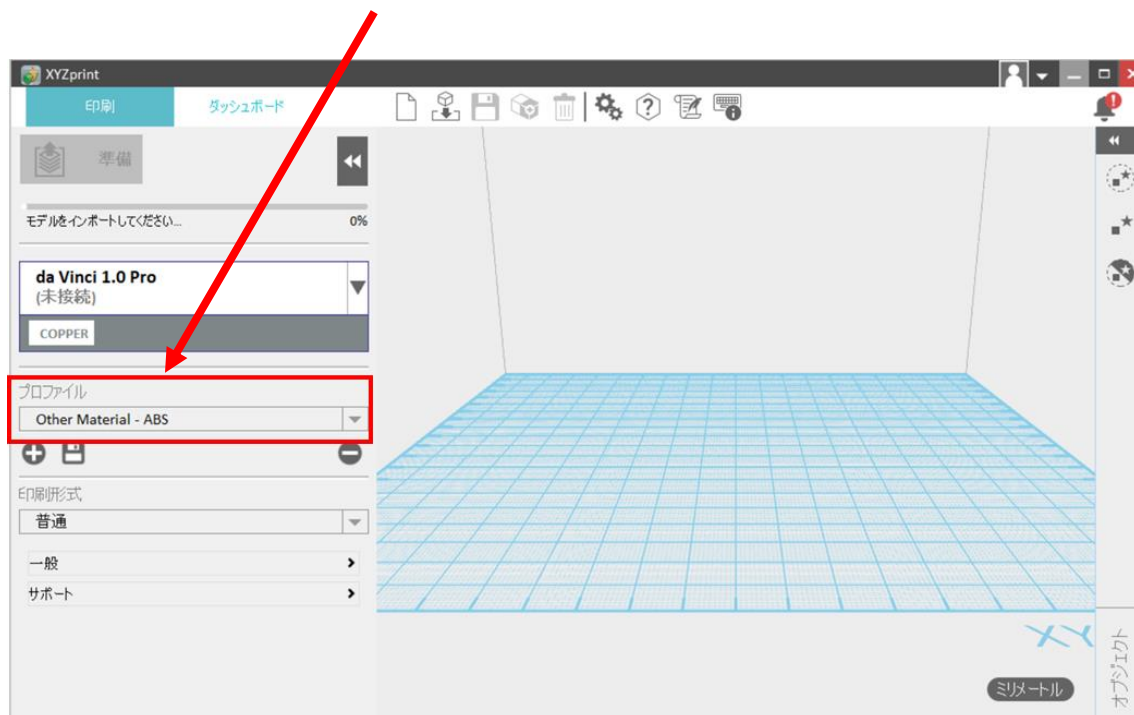 XYZprint
印刷 ダッシュボード
準備
モデルをインポートしてください... 0%
da Vinci 1.0 Pro
(未接続)
COPPER
プロファイル
Other Material - ABS
印刷形式
普通
一般
サポート
XY
ミリメートル
オブジェクト